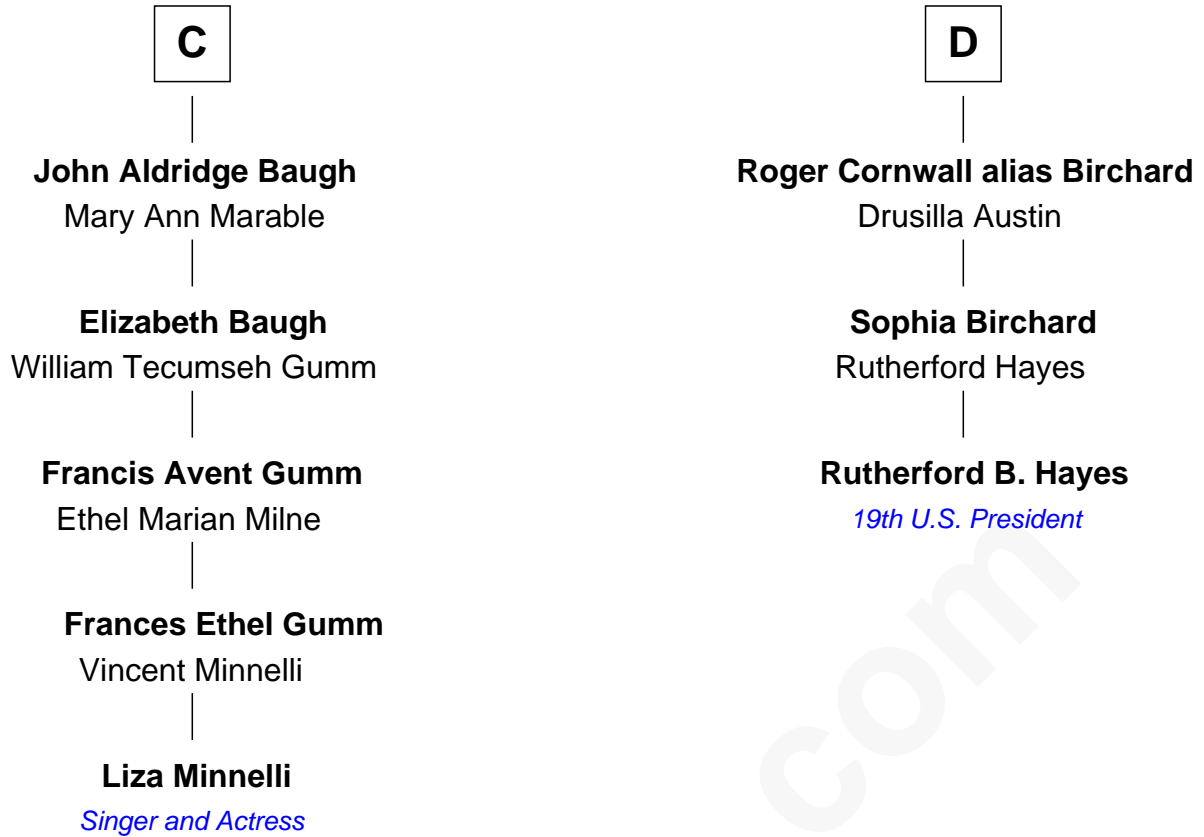 C
John Aldridge Baugh
Mary Ann Marable
Elizabeth Baugh
William Tecumseh Gumm
Francis Avent Gumm
Ethel Marian Milne
Frances Ethel Gumm
Vincent Minnelli
Liza Minnelli
Singer and Actress
D
Roger Cornwall alias Birchard
Drusilla Austin
Sophia Birchard
Rutherford Hayes
Rutherford B. Hayes
19th U.S. President
com